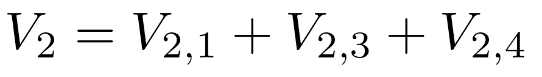 V_2 = V_{2,1} + V_{2,3} + V_{2,4}